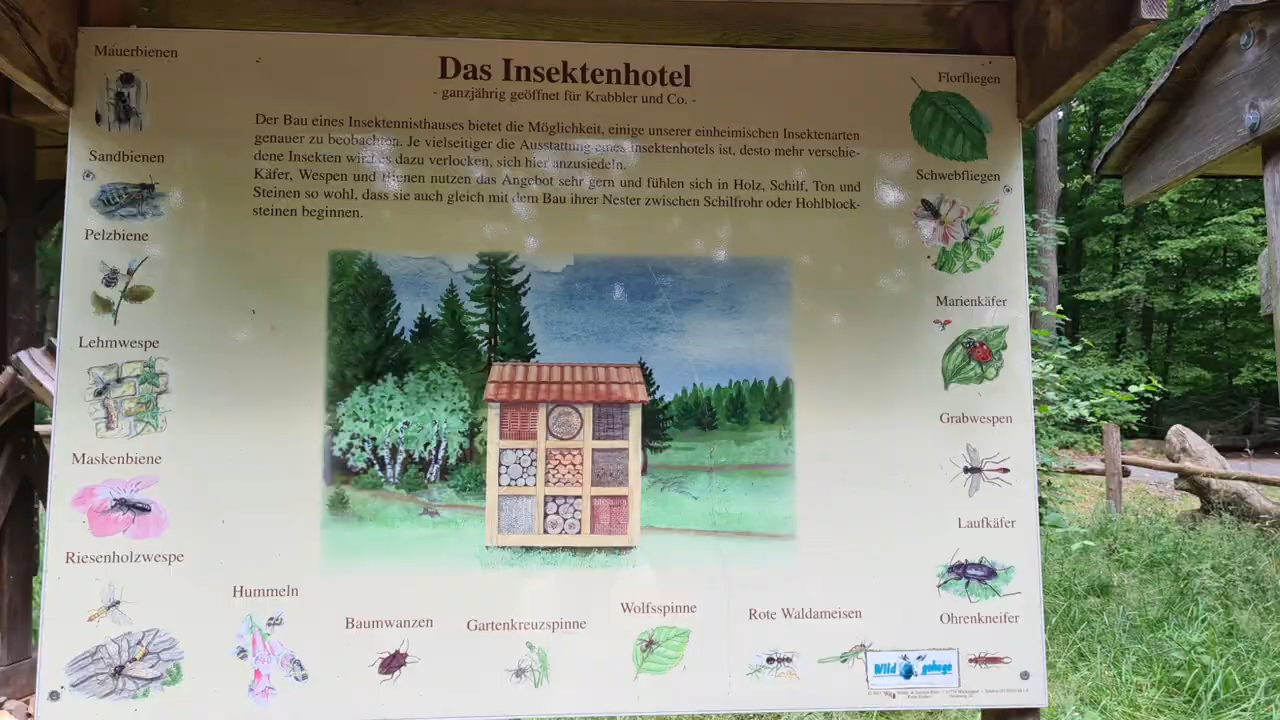 Das Insektenhotel
- ganzjährig geöffnet für Krabbler und Co. -
Der Bau eines Insektennisthauses bietet die Möglichkeit, einige unserer einheimischen Insektenarten
genauer zu beobachten. Je vielseitiger die Ausstattung eines Insektenhotels ist, desto mehr verschie-
dene Insekten wird es dazu verlocken, sich hier anzusiedeln.
Käfer, Wespen und Bienen nutzen das Angebot sehr gern und fühlen sich in Holz, Schilf, Ton und
Steinen so wohl, dass sie auch gleich mit dem Bau ihrer Nester zwischen Schilfrohr oder Hohlblock-
steinen beginnen.
Mauerbienen
Sandbienen
Pelzbiene
Lehmwespe
Maskenbiene
Riesenholzwespe
Hummeln
Baumwanzen
Gartenkreuzspinne
Wolfsspinne
Rote Waldameisen
Florfliegen
Schwebfliegen
Marienkäfer
Grabwespen
Laufkäfer
Ohrenkneifer
Wild gehege